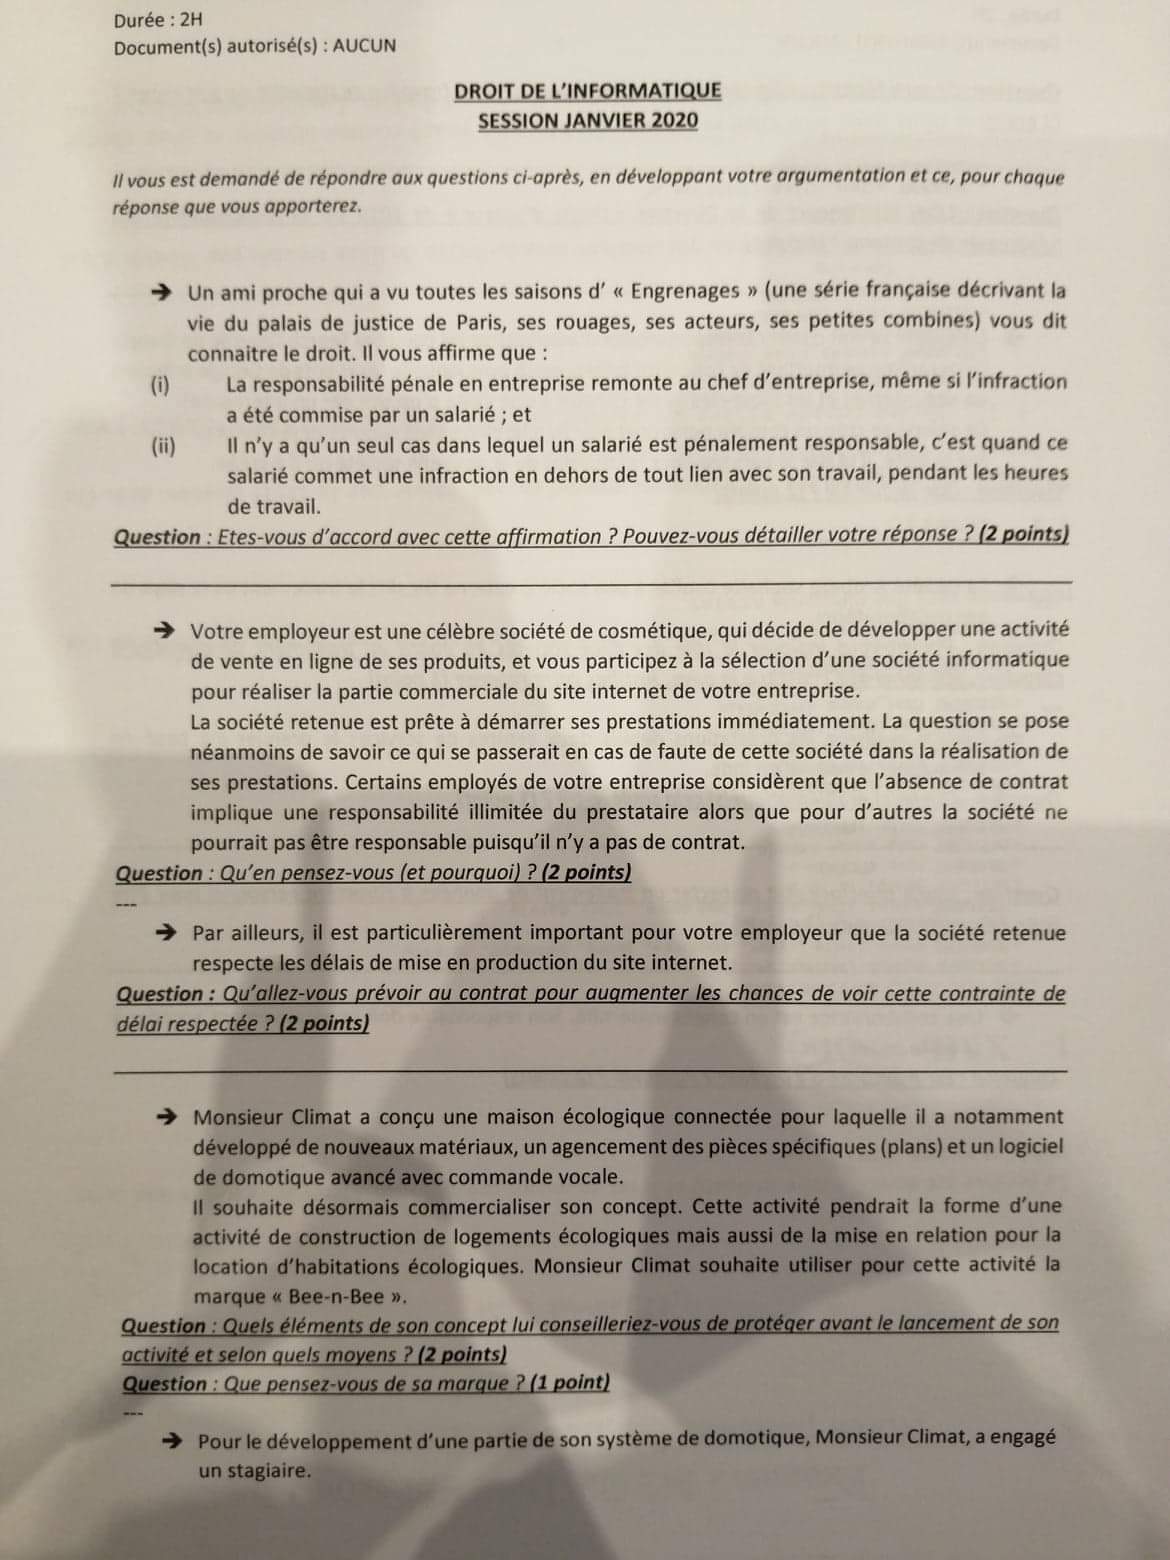 Durée : 2H
Document(s) autorisé(s) : AUCUN
DROIT DE L'INFORMATIQUE
SESSION JANVIER 2020
Il vous est demandé de répondre aux questions ci-après, en développant votre argumentation et ce, pour chaque
réponse que vous apporterez.
➔ Un ami proche qui a vu toutes les saisons d' « Engrenages » (une série française décrivant la
vie du palais de justice de Paris, ses rouages, ses acteurs, ses petites combines) vous dit
connaitre le droit. Il vous affirme que :
(i) La responsabilité pénale en entreprise remonte au chef d'entreprise, même si l'infraction
a été commise par un salarié ; et
(ii) Il n'y a qu'un seul cas dans lequel un salarié est pénalement responsable, c'est quand ce
salarié commet une infraction en dehors de tout lien avec son travail, pendant les heures
de travail.
Question : Etes-vous d'accord avec cette affirmation ? Pouvez-vous détailler votre réponse ? (2 points)
➔ Votre employeur est une célèbre société de cosmétique, qui décide de développer une activité
de vente en ligne de ses produits, et vous participez à la sélection d'une société informatique
pour réaliser la partie commerciale du site internet de votre entreprise.
La société retenue est prête à démarrer ses prestations immédiatement. La question se pose
néanmoins de savoir ce qui se passerait en cas de faute de cette société dans la réalisation de
ses prestations. Certains employés de votre entreprise considèrent que l'absence de contrat
implique une responsabilité illimitée du prestataire alors que pour d'autres la société ne
pourrait pas être responsable puisqu'il n'y a pas de contrat.
Question : Qu'en pensez-vous (et pourquoi) ? (2 points)
---
➔ Par ailleurs, il est particulièrement important pour votre employeur que la société retenue
respecte les délais de mise en production du site internet.
Question : Qu'allez-vous prévoir au contrat pour augmenter les chances de voir cette contrainte de
délai respectée ? (2 points)
➔ Monsieur Climat a conçu une maison écologique connectée pour laquelle il a notamment
développé de nouveaux matériaux, un agencement des pièces spécifiques (plans) et un logiciel
de domotique avancé avec commande vocale.
Il souhaite désormais commercialiser son concept. Cette activité pendrait la forme d'une
activité de construction de logements écologiques mais aussi de la mise en relation pour la
location d'habitations écologiques. Monsieur Climat souhaite utiliser pour cette activité la
marque « Bee-n-Bee ».
Question : Quels éléments de son concept lui conseilleriez-vous de protéger avant le lancement de son
activité et selon quels moyens ? (2 points)
Question : Que pensez-vous de sa marque ? (1 point)
---
➔ Pour le développement d'une partie de son système de domotique, Monsieur Climat, a engagé
un stagiaire.